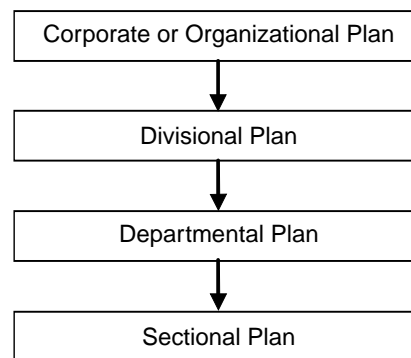 Corporate or Organizational Plan
Divisional Plan
Departmental Plan
Sectional Plan